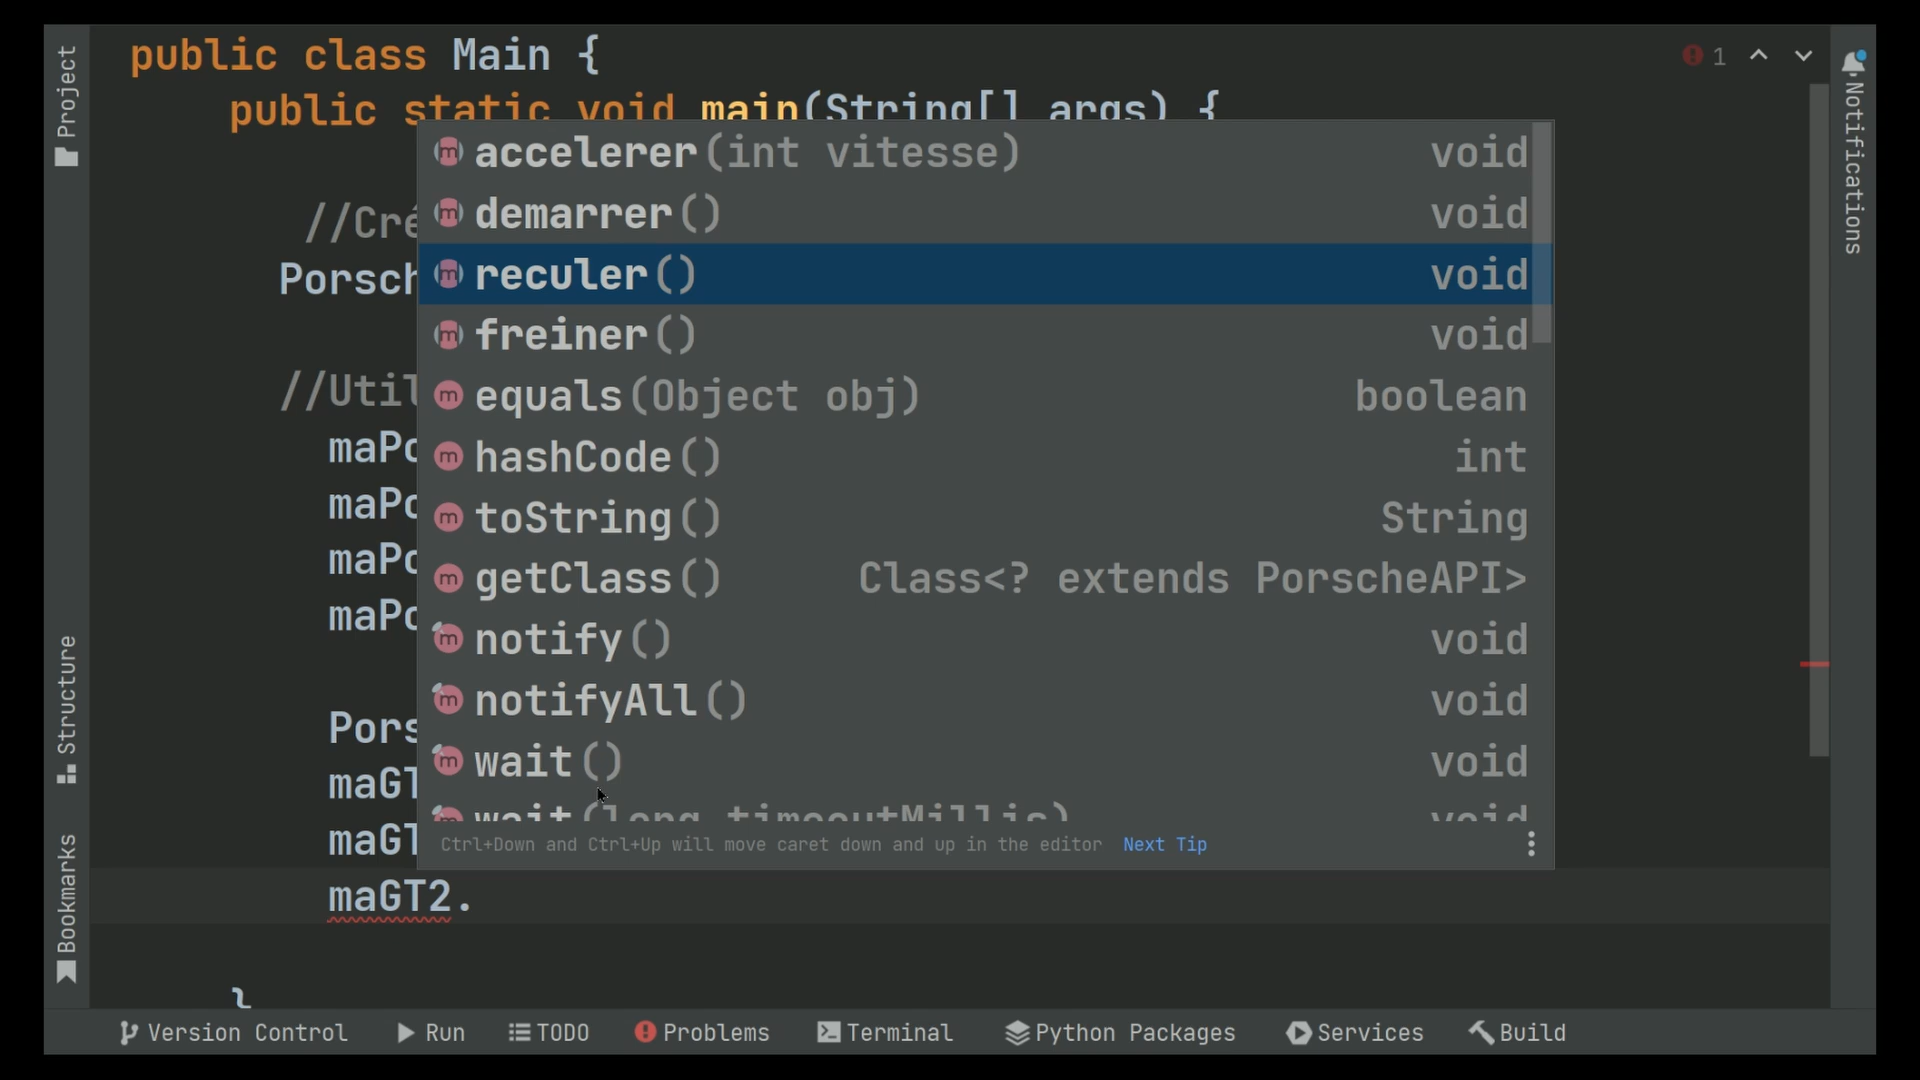 public class Main {
public static void main(String[] args) {
accelerer(int vitesse) void
//Cré
demarrer() void
Porsch
reculer() void
freiner() void
//Util
equals(Object obj) boolean
maPo
hashCode() int
maPo
toString() String
maPo
getClass() Class<? extends PorscheAPI>
maPo
notify() void
Pors
notifyAll() void
maGT
wait() void
maGT
wait(long timeoutMillis) void
Ctrl+Down and Ctrl+Up will move caret down and up in the editor Next Tip
maGT2.
}
Project
Structure
Bookmarks
1
Notifications
Version Control Run TODO Problems Terminal Python Packages Services Build